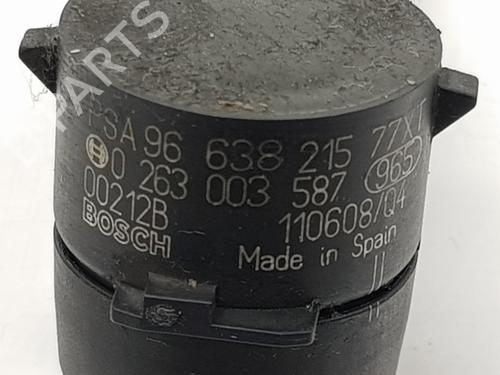 PARTS
PSA 96 638 215 77XT
0 263 003 587 965
00212B 110608/Q4
BOSCH Made in Spain